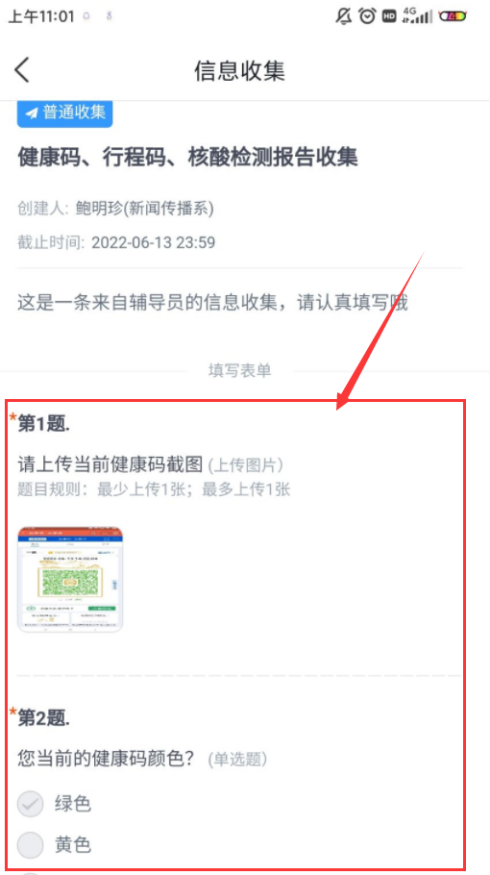 上午11:01
4G
HD
信息收集
普通收集
健康码、行程码、核酸检测报告收集
创建人: 鲍明珍(新闻传播系)
截止时间: 2022-06-13 23:59
这是一条来自辅导员的信息收集，请认真填写哦
填写表单
*第1题.
请上传当前健康码截图 (上传图片)
题目规则：最少上传1张；最多上传1张
*第2题.
您当前的健康码颜色？ (单选题)
绿色
黄色